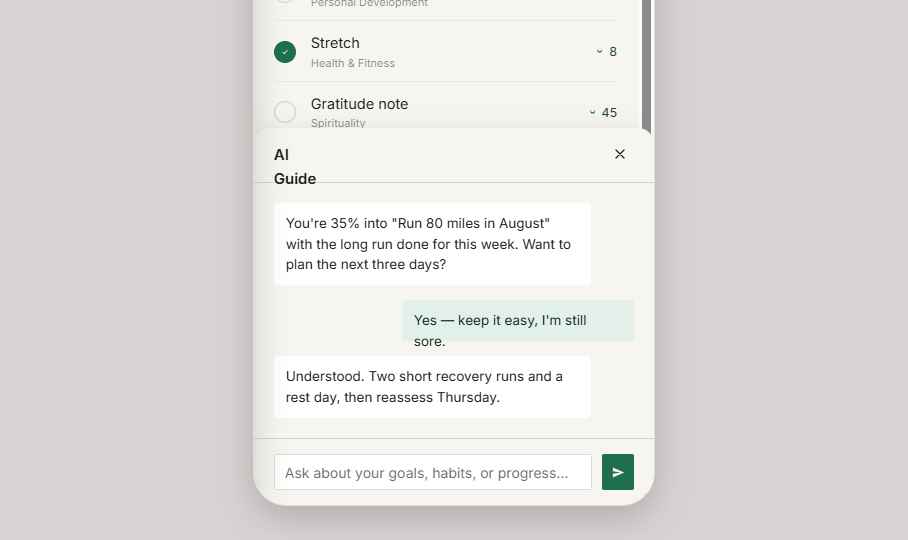 Personal Development
Stretch
8
Health & Fitness
Gratitude note
45
Spirituality
AI
Guide
You're 35% into "Run 80 miles in August"
with the long run done for this week. Want to
plan the next three days?
Yes — keep it easy, I'm still
sore.
Understood. Two short recovery runs and a
rest day, then reassess Thursday.
Ask about your goals, habits, or progress...